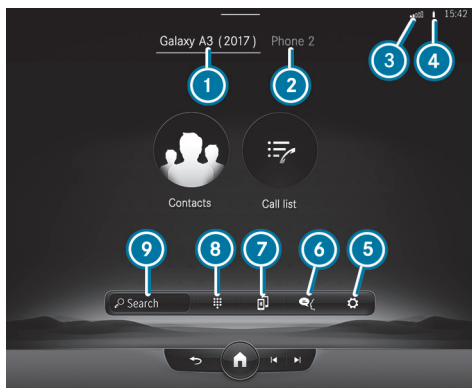 15:42
Galaxy A3 (2017) Phone 2
3 4
1 2
Contacts Call list
9 8 7 6 5
Search